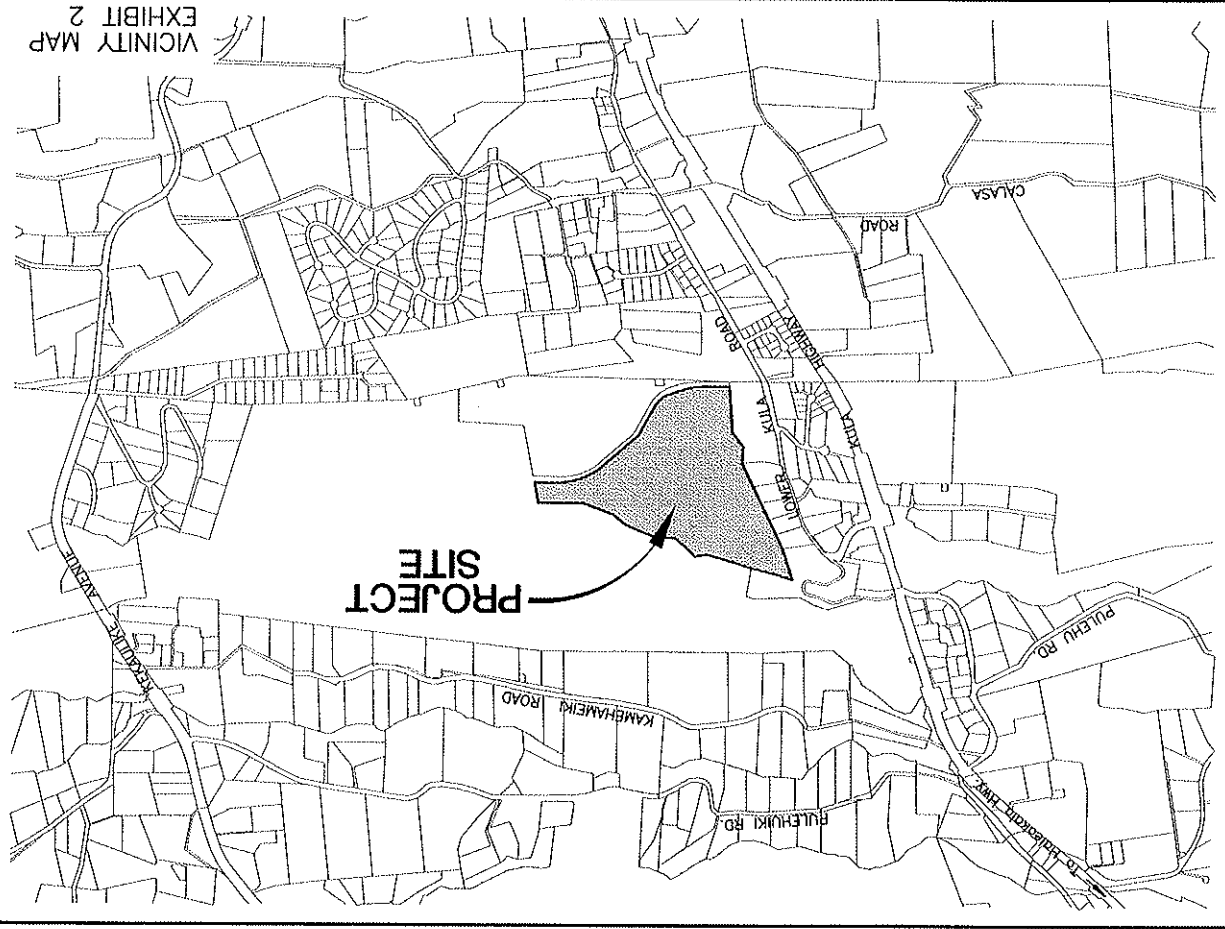 To Haleakala Hwy.
PULEHUIKI RD.
KAMEHAMEIKI ROAD
PULEHU RD
KEKAULIKE AVENUE
PROJECT
SITE
LOWER KULA ROAD
KULA HIGHWAY
CALASA ROAD
VICINITY MAP
EXHIBIT 2